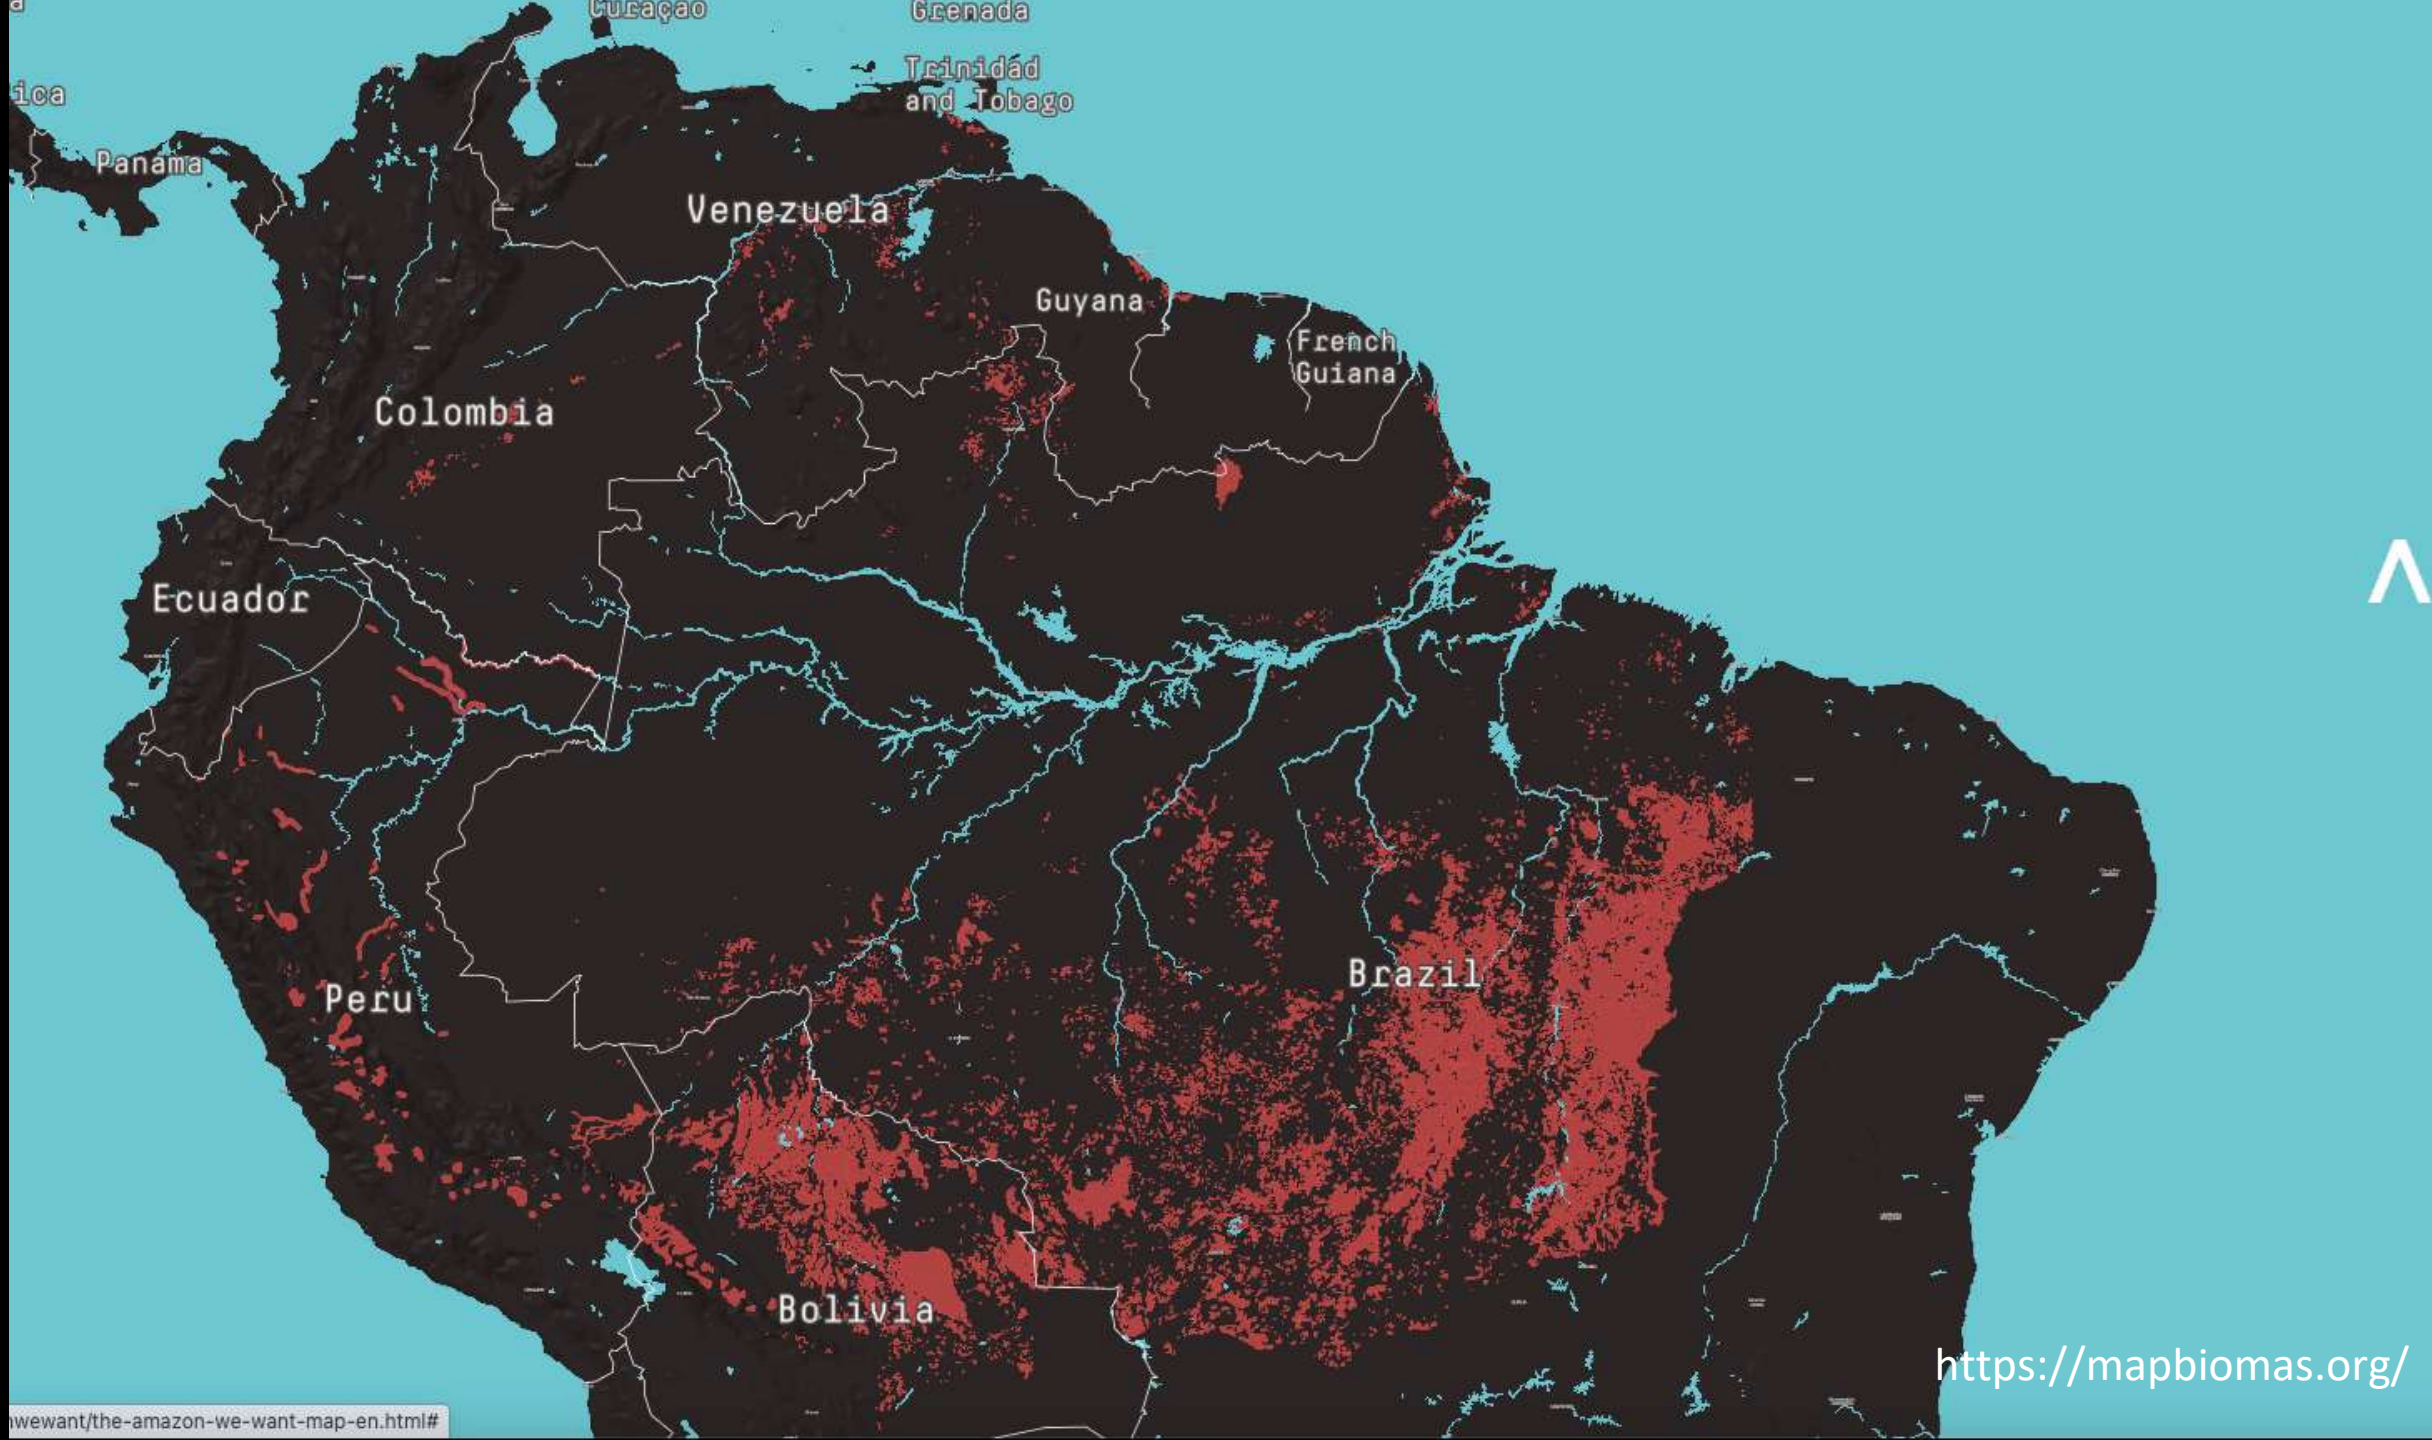 Curaçao
Grenada
Trinidad
and Tobago
ica
Panama
Venezuela
Guyana
French
Guiana
Colombia
Ecuador
Peru
Brazil
Bolivia
https://mapbiomas.org/
wewant/the-amazon-we-want-map-en.html#